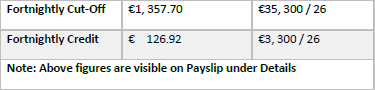 Fortnightly Cut-Off €1, 357.70 €35, 300 / 26
Fortnightly Credit € 126.92 €3, 300 / 26
Note: Above figures are visible on Payslip under Details